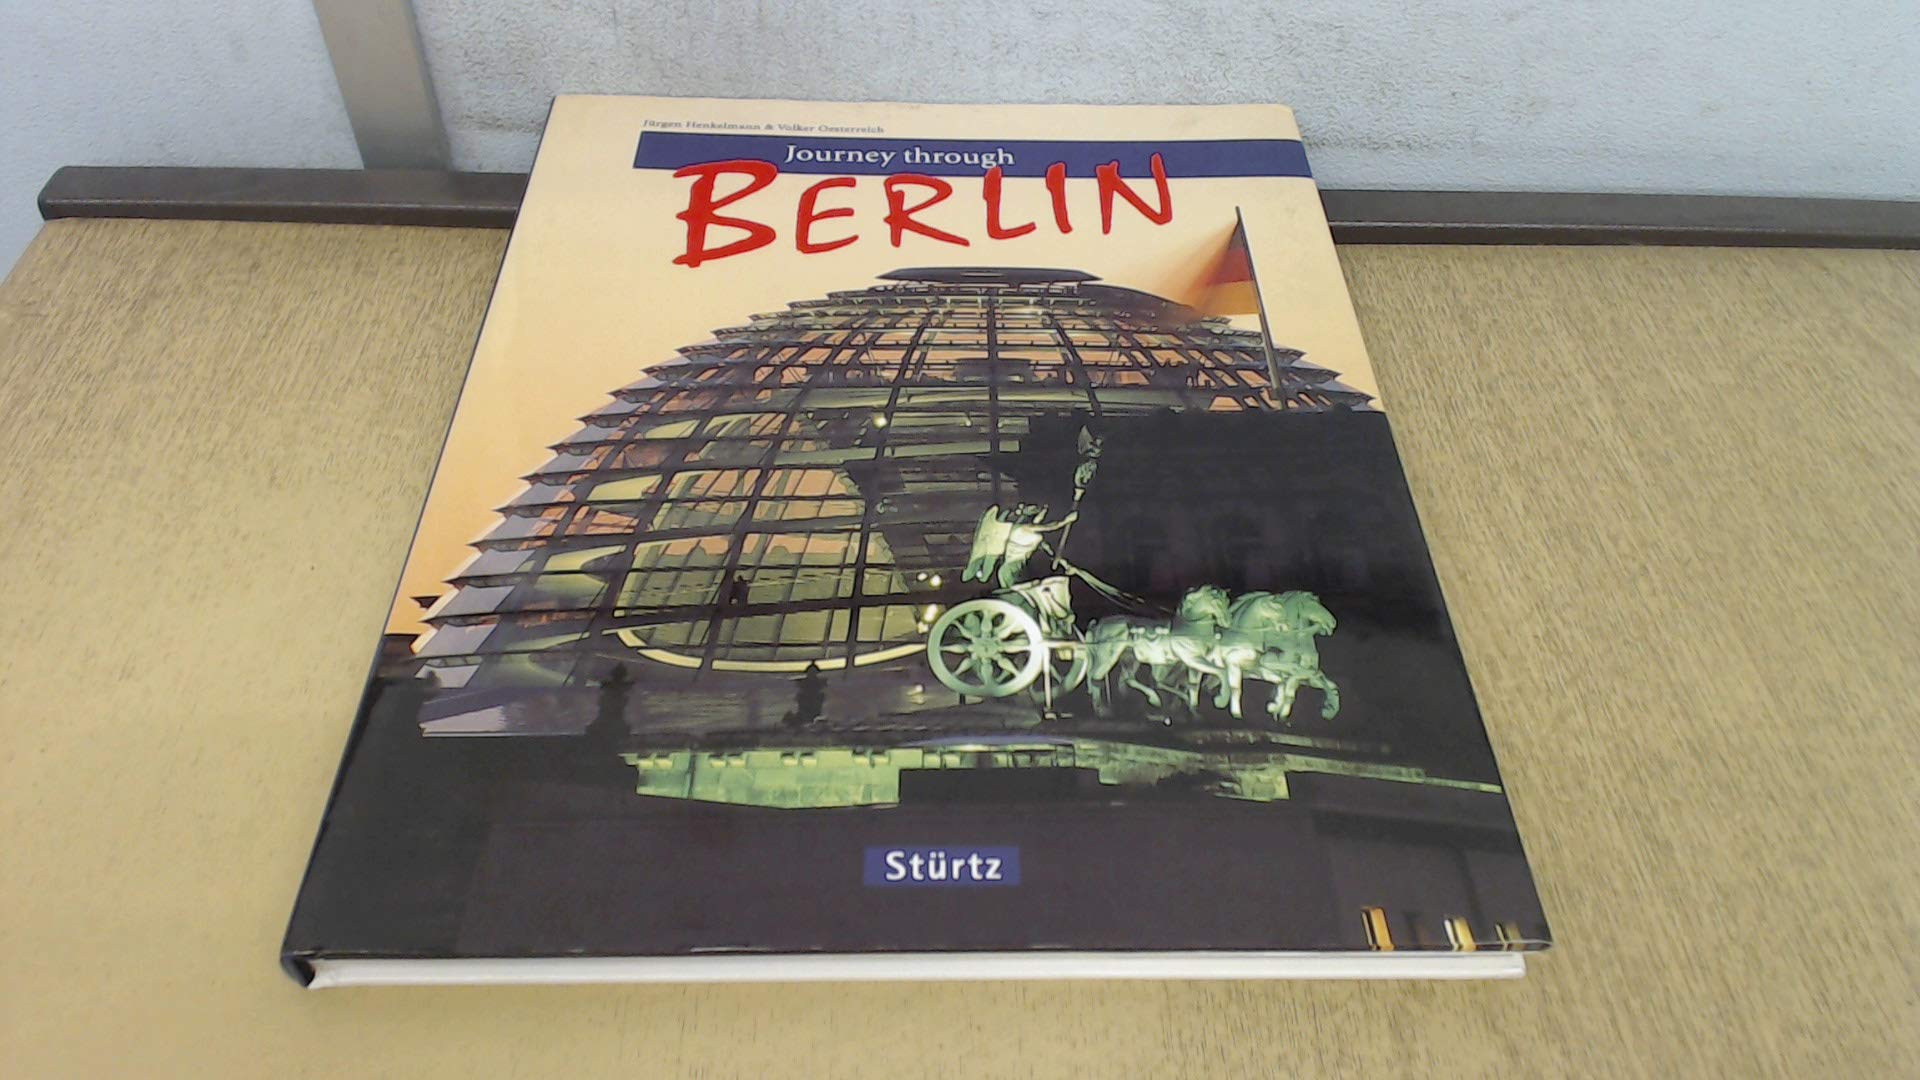 Jürgen Henkelmann & Volker Oesterreich
Journey through
BERLIN
Stürtz